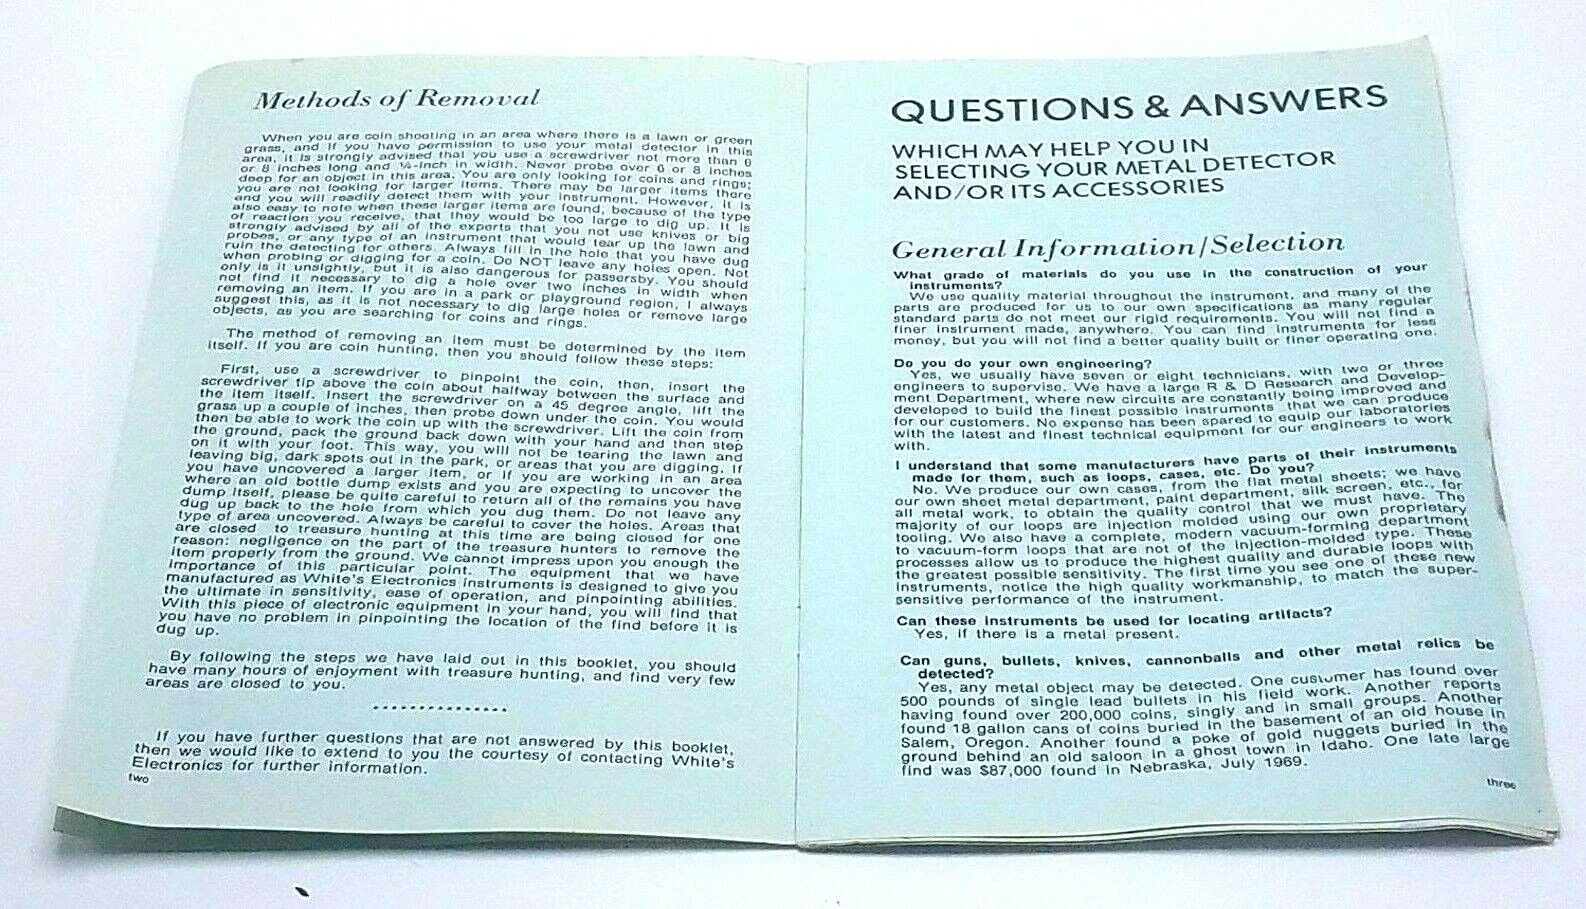 Methods of Removal
When you are coin shooting in an area where there is a lawn or green
grass, and if you have permission to use your metal detector in this
area, it is strongly advised that you use a screwdriver not more than 6
or 8 inches long and ¼-inch in width. Never probe over 6 or 8 inches
deep for an object in this area. You are only looking for coins and rings;
you are not looking for larger items. There may be larger items there
and you will readily detect them with your instrument. However, it is
also easy to note when these larger items are found, because of the type
of reaction you receive, that they would be too large to dig up. It is
strongly advised by all of the experts that you not use knives or big
probes, or any type of an instrument that would tear up the lawn and
ruin the detecting for others. Always fill in the hole that you have dug
when probing or digging for a coin. Do NOT leave any holes open. Not
only is it unsightly, but it is also dangerous for passersby. You should
not find it necessary to dig a hole over two inches in width when
removing an item. If you are in a park or playground region, I always
suggest this, as it is not necessary to dig large holes or remove large
objects, as you are searching for coins and rings.
The method of removing an item must be determined by the item
itself. If you are coin hunting, then you should follow these steps:
First, use a screwdriver to pinpoint the coin, then, insert the
screwdriver tip above the coin about halfway between the surface and
the item itself. Insert the screwdriver on a 45 degree angle, lift the
grass up a couple of inches, then probe down under the coin. You would
then be able to work the coin up with the screwdriver. Lift the coin from
the ground, pack the ground back down with your hand and then step
on it with your foot. This way, you will not be tearing the lawn and
leaving big, dark spots out in the park, or areas that you are digging. If
you have uncovered a larger item, or if you are working in an area
where an old bottle dump exists and you are expecting to uncover the
dump itself, please be quite careful to return all of the remains you have
dug up back to the hole from which you dug them. Do not leave any
type of area uncovered. Always be careful to cover the holes. Areas that
are closed to treasure hunting at this time are being closed for one
reason: negligence on the part of the treasure hunters to remove the
item properly from the ground. We cannot impress upon you enough the
importance of this particular point. The equipment that we have
manufactured as White's Electronics instruments is designed to give you
the ultimate in sensitivity, ease of operation, and pinpointing abilities.
With this piece of electronic equipment in your hand, you will find that
you have no problem in pinpointing the location of the find before it is
dug up.
By following the steps we have laid out in this booklet, you should
have many hours of enjoyment with treasure hunting, and find very few
areas are closed to you.
...............
If you have further questions that are not answered by this booklet,
then we would like to extend to you the courtesy of contacting White's
Electronics for further information.
two
QUESTIONS & ANSWERS
WHICH MAY HELP YOU IN
SELECTING YOUR METAL DETECTOR
AND/OR ITS ACCESSORIES
General Information/Selection
What grade of materials do you use in the construction of your
instruments?
We use quality material throughout the instrument, and many of the
parts are produced for us to our own specifications as many regular
standard parts do not meet our rigid requirements. You will not find a
finer instrument made, anywhere. You can find instruments for less
money, but you will not find a better quality built or finer operating one.
Do you do your own engineering?
Yes, we usually have seven or eight technicians, with two or three
engineers to supervise. We have a large R & D Research and Develop-
ment Department, where new circuits are constantly being improved and
developed to build the finest possible instruments that we can produce
for our customers. No expense has been spared to equip our laboratories
with the latest and finest technical equipment for our engineers to work
with.
I understand that some manufacturers have parts of their instruments
made for them, such as loops, cases, etc. Do you?
No. We produce our own cases, from the flat metal sheets; we have
our own sheet metal department, paint department, silk screen, etc., for
all metal work, to obtain the quality control that we must have. The
majority of our loops are injection molded using our own proprietary
tooling. We also have a complete, modern vacuum-forming department
to vacuum-form loops that are not of the injection-molded type. These
processes allow us to produce the highest quality and durable loops with
the greatest possible sensitivity. The first time you see one of these new
instruments, notice the high quality workmanship, to match the super-
sensitive performance of the instrument.
Can these instruments be used for locating artifacts?
Yes, if there is a metal present.
Can guns, bullets, knives, cannonballs and other metal relics be
detected?
Yes, any metal object may be detected. One customer has found over
500 pounds of single lead bullets in his field work. Another reports
having found over 200,000 coins, singly and in small groups. Another
found 18 gallon cans of coins buried in the basement of an old house in
Salem, Oregon. Another found a poke of gold nuggets buried in the
ground behind an old saloon in a ghost town in Idaho. One late large
find was $87,000 found in Nebraska, July 1969.
three